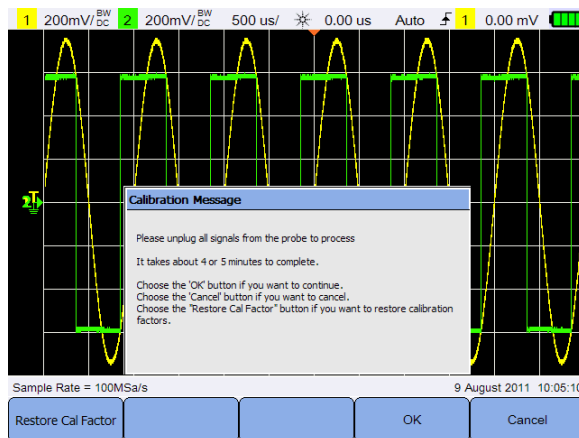 1 200mV/ BW DC 2 200mV/ BW DC 500 us/ 0.00 us Auto 1 0.00 mV
2
Calibration Message
Please unplug all signals from the probe to process
It takes about 4 or 5 minutes to complete.
Choose the 'OK' button if you want to continue.
Choose the 'Cancel' button if you want to cancel.
Choose the "Restore Cal Factor" button if you want to restore calibration
factors.
Sample Rate = 100MSa/s 9 August 2011 10:05:10
Restore Cal Factor OK Cancel